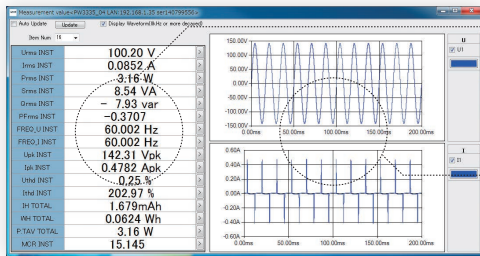 Measurement value<PW3335_04 LAN:192.168.1.35 ser140799556>
Auto Update Update Display Waveform(8kHz or more decayed)
Item Num 16
Urms INST 100.20 V
Irms INST 0.0852 A
Prms INST 3.16 W
Srms INST 8.54 VA
Qrms INST - 7.93 var
PFrms INST -0.3707
FREQ_U INST 60.002 Hz
FREQ_I INST 60.002 Hz
Upk INST 142.31 Vpk
Ipk INST 0.4782 Apk
Uthd INST 0.25 %
Ithd INST 202.97 %
IH TOTAL 1.679mAh
WH TOTAL 0.0624 Wh
P.TAV TOTAL 3.16 W
MCR INST 15.145
150.00V
100.00V
50.00V
0.00V
-50.00V
-100.00V
-150.00V
0.00ms 50.00ms 100.00ms 150.00ms 200.00ms
U
U1
0.60A
0.40A
0.20A
0.00A
-0.20A
-0.40A
-0.60A
0.00ms 50.00ms 100.00ms 150.00ms 200.00ms
I
I1